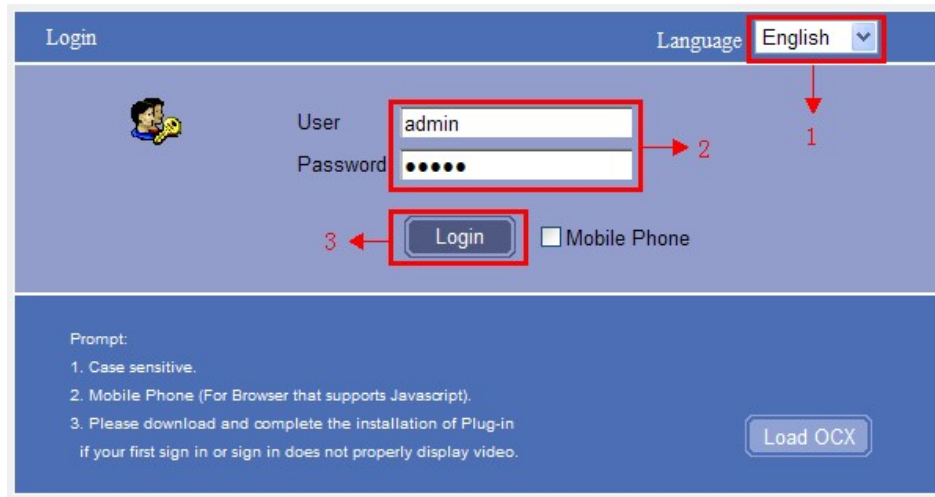 Login
Language English
1
User admin
2
Password •••••
3 Login Mobile Phone
Prompt:
1. Case sensitive.
2. Mobile Phone (For Browser that supports Javascript).
3. Please download and complete the installation of Plug-in
if your first sign in or sign in does not properly display video.
Load OCX